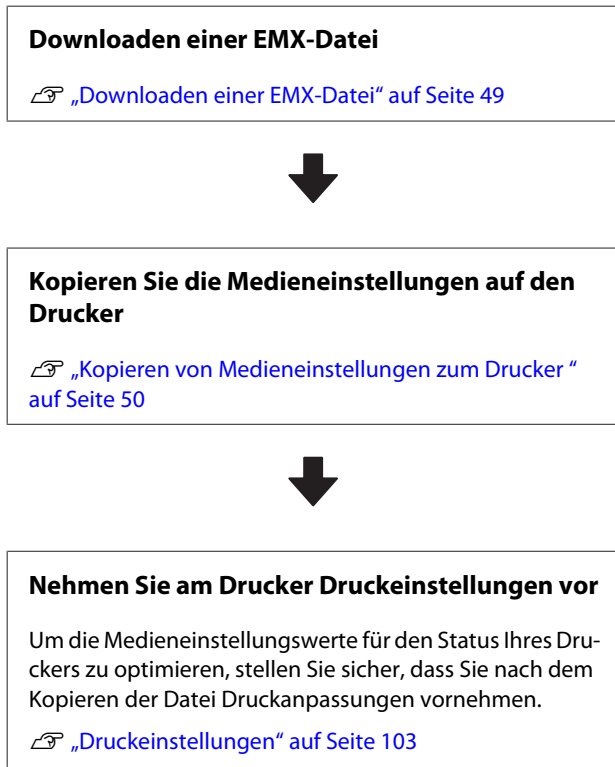 Downloaden einer EMX-Datei
„Downloaden einer EMX-Datei“ auf Seite 49
Kopieren Sie die Medieneinstellungen auf den
Drucker
„Kopieren von Medieneinstellungen zum Drucker “
auf Seite 50
Nehmen Sie am Drucker Druckeinstellungen vor
Um die Medieneinstellungswerte für den Status Ihres Dru-
ckers zu optimieren, stellen Sie sicher, dass Sie nach dem
Kopieren der Datei Druckanpassungen vornehmen.
„Druckeinstellungen“ auf Seite 103